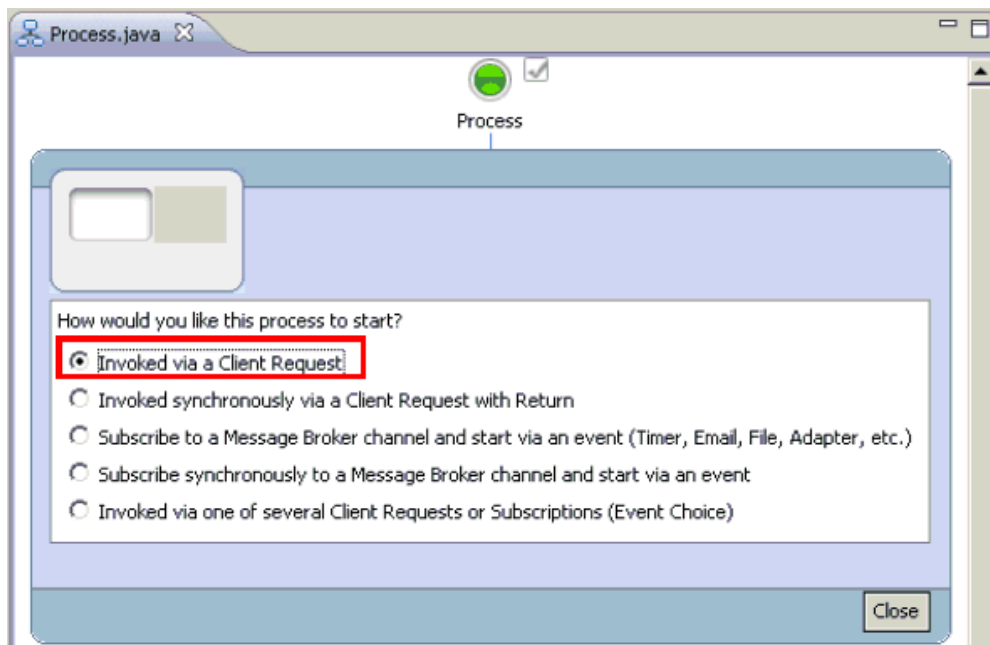 Process.java
Process
How would you like this process to start?
Invoked via a Client Request
Invoked synchronously via a Client Request with Return
Subscribe to a Message Broker channel and start via an event (Timer, Email, File, Adapter, etc.)
Subscribe synchronously to a Message Broker channel and start via an event
Invoked via one of several Client Requests or Subscriptions (Event Choice)
Close